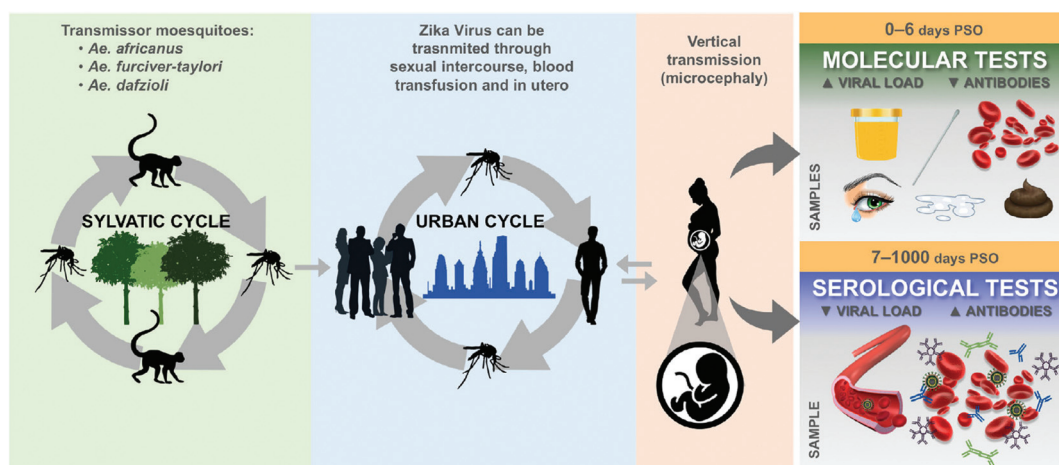 Transmissor moesquitoes:
• Ae. africanus
• Ae. furciver-taylori
• Ae. dafzioli
SYLVATIC CYCLE
Zika Virus can be
trasnmited through
sexual intercourse, blood
transfusion and in utero
URBAN CYCLE
Vertical
transmission
(microcephaly)
0–6 days PSO
MOLECULAR TESTS
▲ VIRAL LOAD ▼ ANTIBODIES
SAMPLES
7–1000 days PSO
SEROLOGICAL TESTS
▼ VIRAL LOAD ▲ ANTIBODIES
SAMPLE